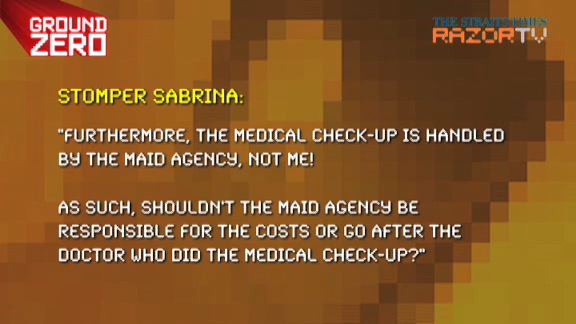 GROUND
ZERO
THE STRAITS TIMES
RAZORTV
STOMPER SABRINA:
"FURTHERMORE, THE MEDICAL CHECK-UP IS HANDLED
BY THE MAID AGENCY, NOT ME!
AS SUCH, SHOULDN'T THE MAID AGENCY BE
RESPONSIBLE FOR THE COSTS OR GO AFTER THE
DOCTOR WHO DID THE MEDICAL CHECK-UP?"